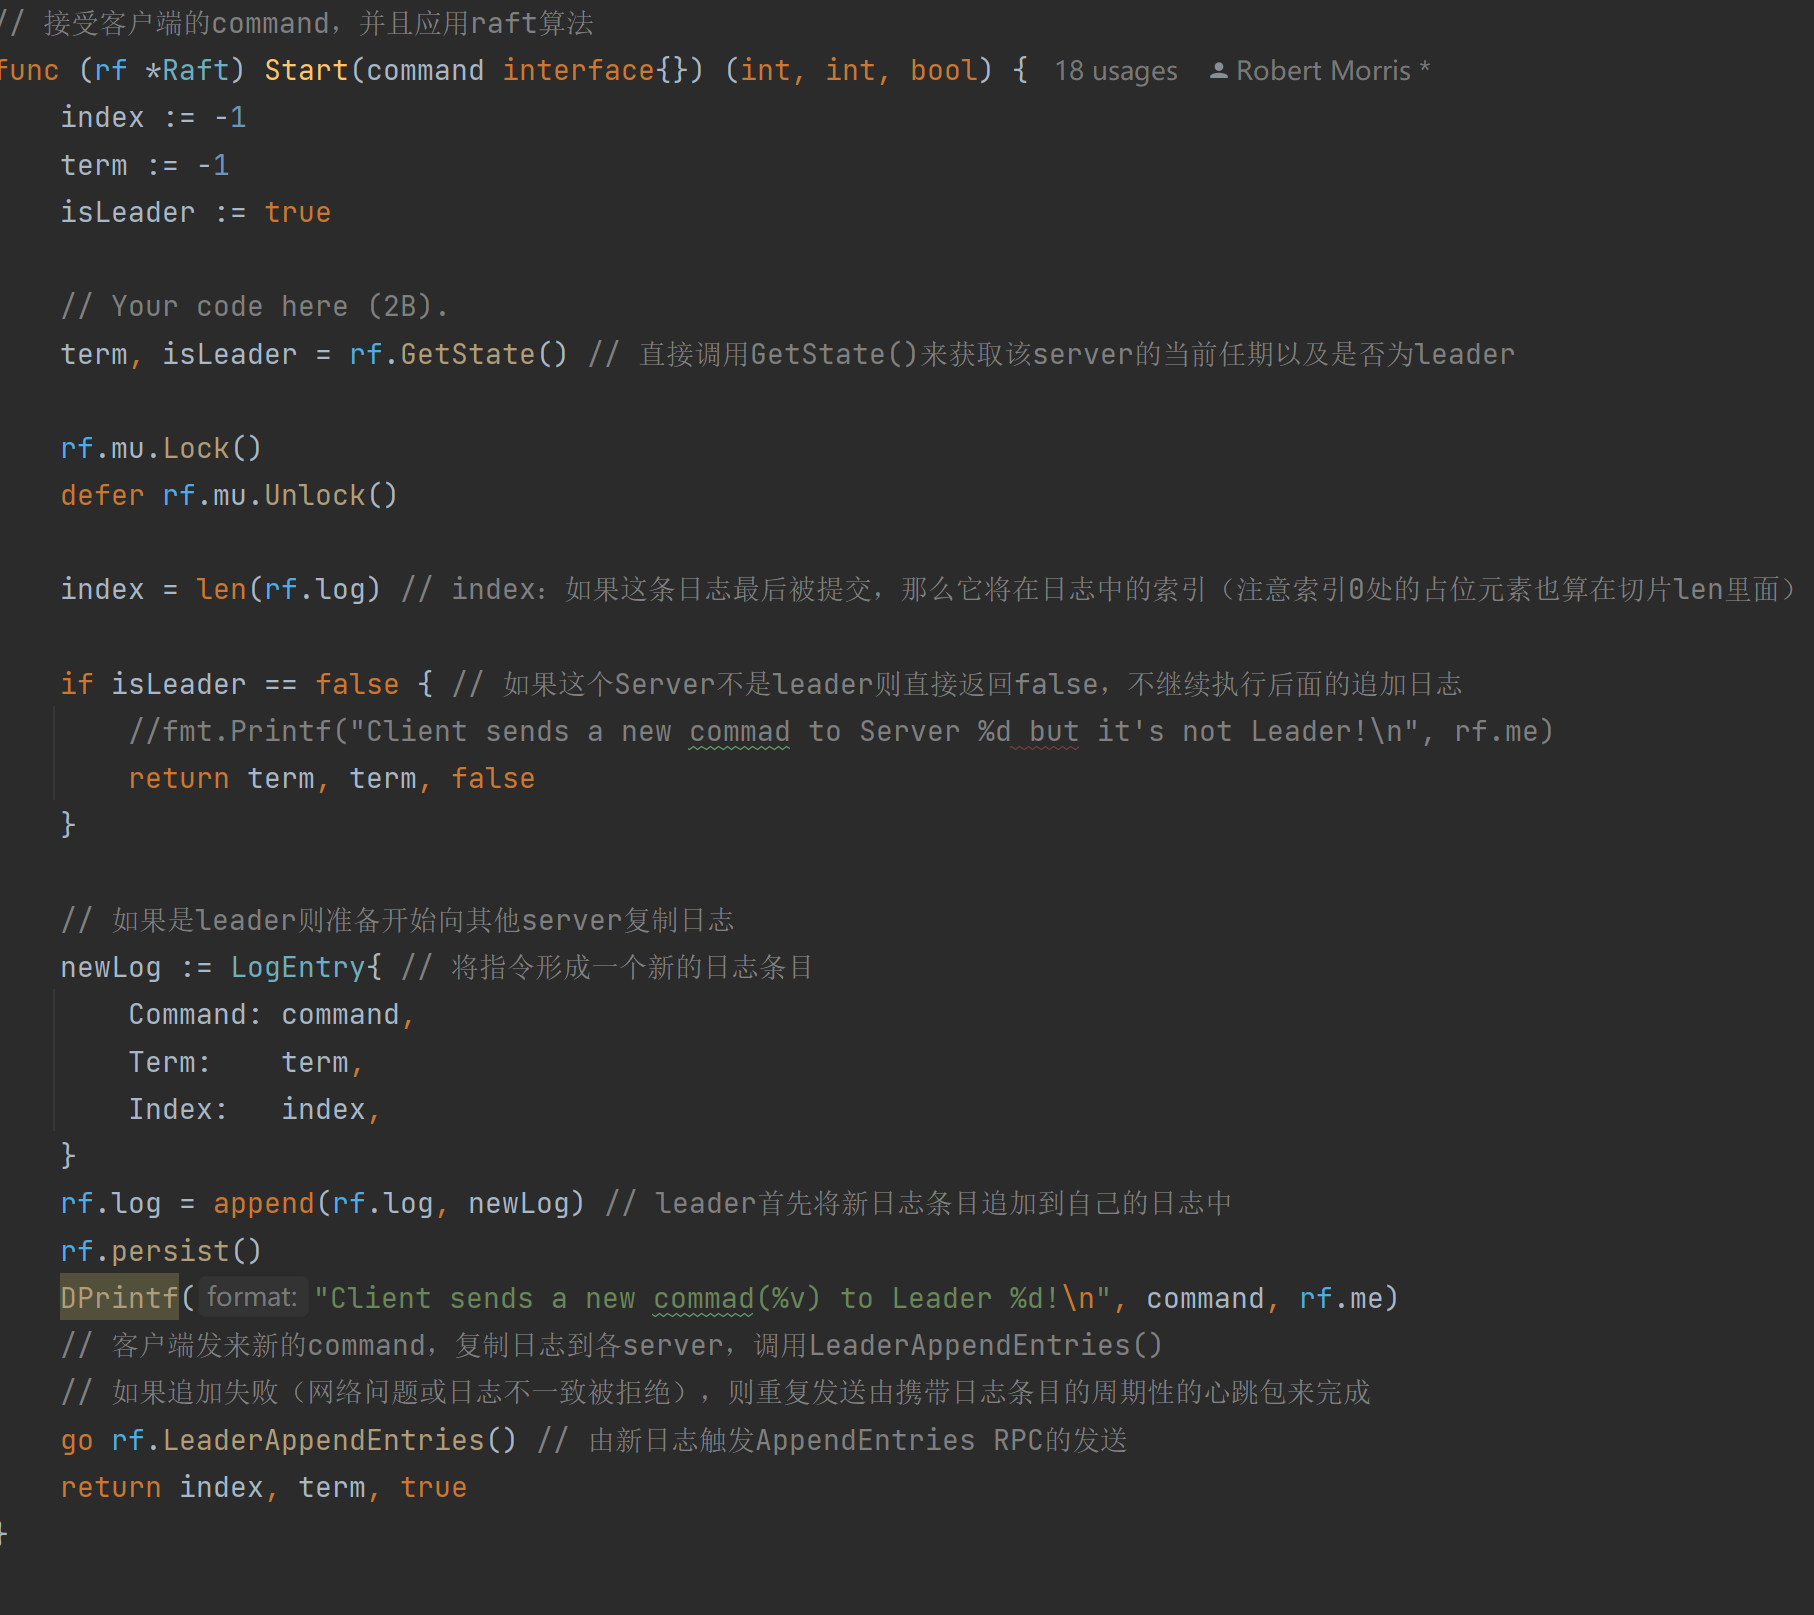 // 接受客户端的command，并且应用raft算法
func (rf *Raft) Start(command interface{}) (int, int, bool) { 18 usages Robert Morris *
index := -1
term := -1
isLeader := true
// Your code here (2B).
term, isLeader = rf.GetState() // 直接调用GetState()来获取该server的当前任期以及是否为leader
rf.mu.Lock()
defer rf.mu.Unlock()
index = len(rf.log) // index：如果这条日志最后被提交，那么它将在日志中的索引（注意索引0处的占位元素也算在切片len里面）
if isLeader == false { // 如果这个Server不是leader则直接返回false，不继续执行后面的追加日志
//fmt.Printf("Client sends a new commad to Server %d but it's not Leader!\n", rf.me)
return term, term, false
}
// 如果是leader则准备开始向其他server复制日志
newLog := LogEntry{ // 将指令形成一个新的日志条目
Command: command,
Term: term,
Index: index,
}
rf.log = append(rf.log, newLog) // leader首先将新日志条目追加到自己的日志中
rf.persist()
DPrintf( format: "Client sends a new commad(%v) to Leader %d!\n", command, rf.me)
// 客户端发来新的command，复制日志到各server，调用LeaderAppendEntries()
// 如果追加失败（网络问题或日志不一致被拒绝），则重复发送由携带日志条目的周期性的心跳包来完成
go rf.LeaderAppendEntries() // 由新日志触发AppendEntries RPC的发送
return index, term, true
}